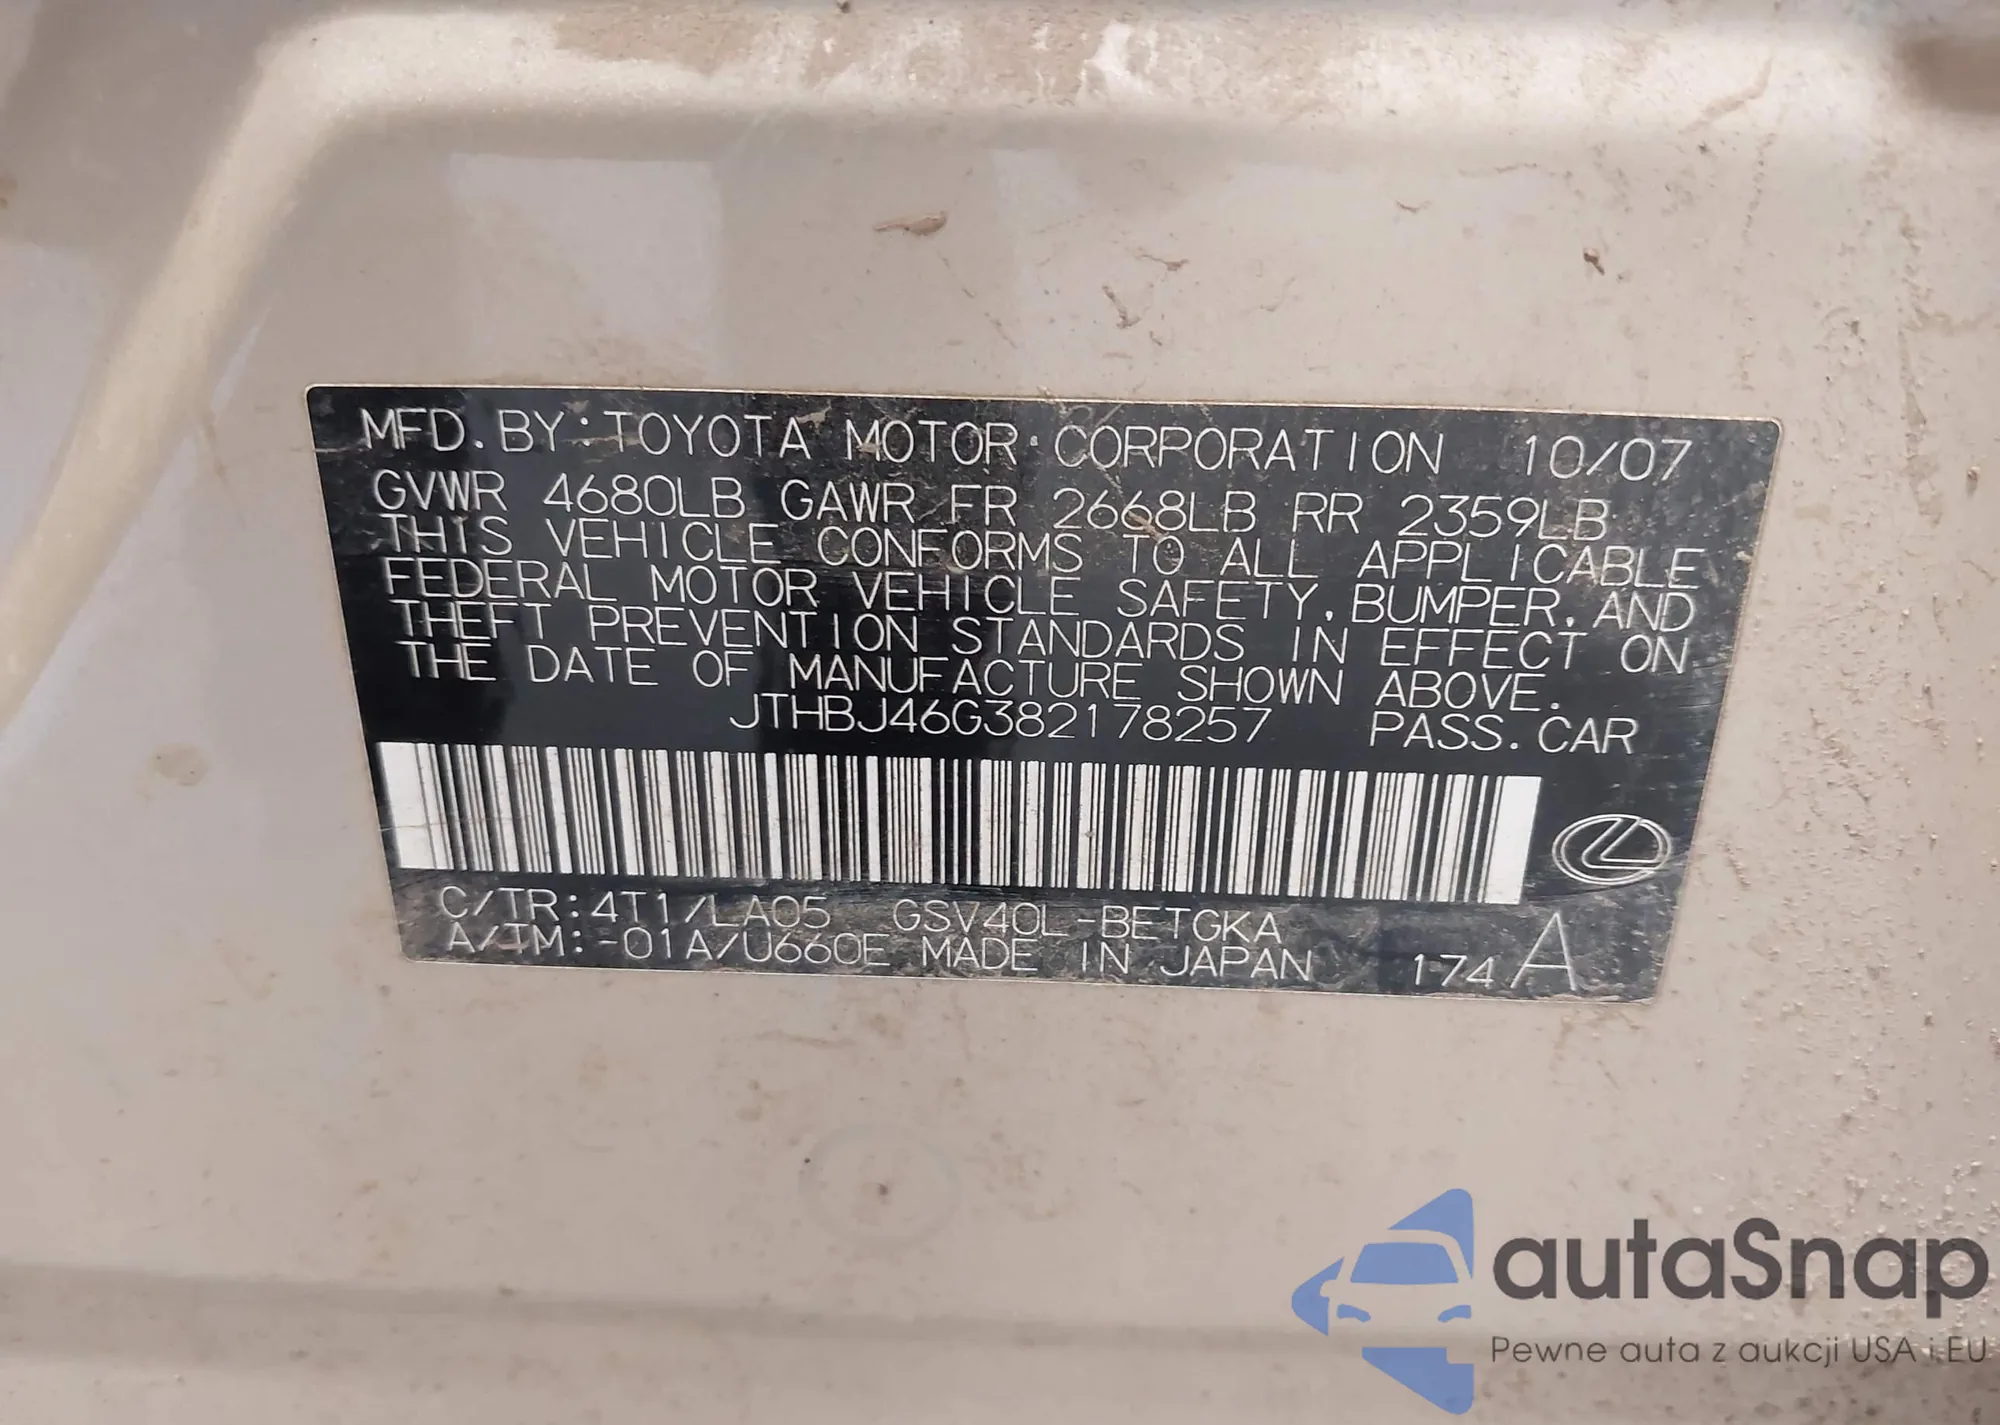 MFD. BY: TOYOTA MOTOR CORPORATION 10/07
GVWR 4680LB GAWR FR 2668LB RR 2359LB
THIS VEHICLE CONFORMS TO ALL APPLICABLE
FEDERAL MOTOR VEHICLE SAFETY, BUMPER, AND
THEFT PREVENTION STANDARDS IN EFFECT ON
THE DATE OF MANUFACTURE SHOWN ABOVE.
JTHBJ46G382178257 PASS. CAR
C/TR: 4T1/LA05 GSV40L-BETGKA
A/TM: -01A/U660E MADE IN JAPAN 174 A
autaSnap
Pewne auta z aukcji USA i EU